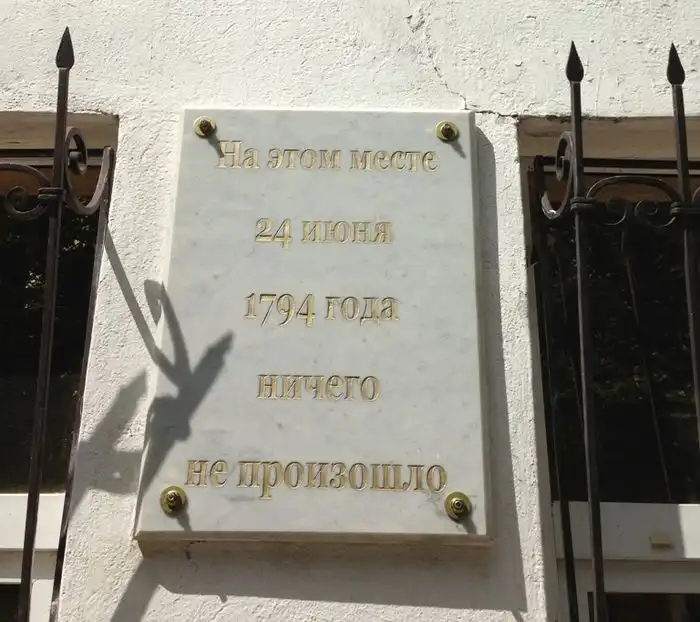 На этом месте
24 июня
1794 года
ничего
не произошло